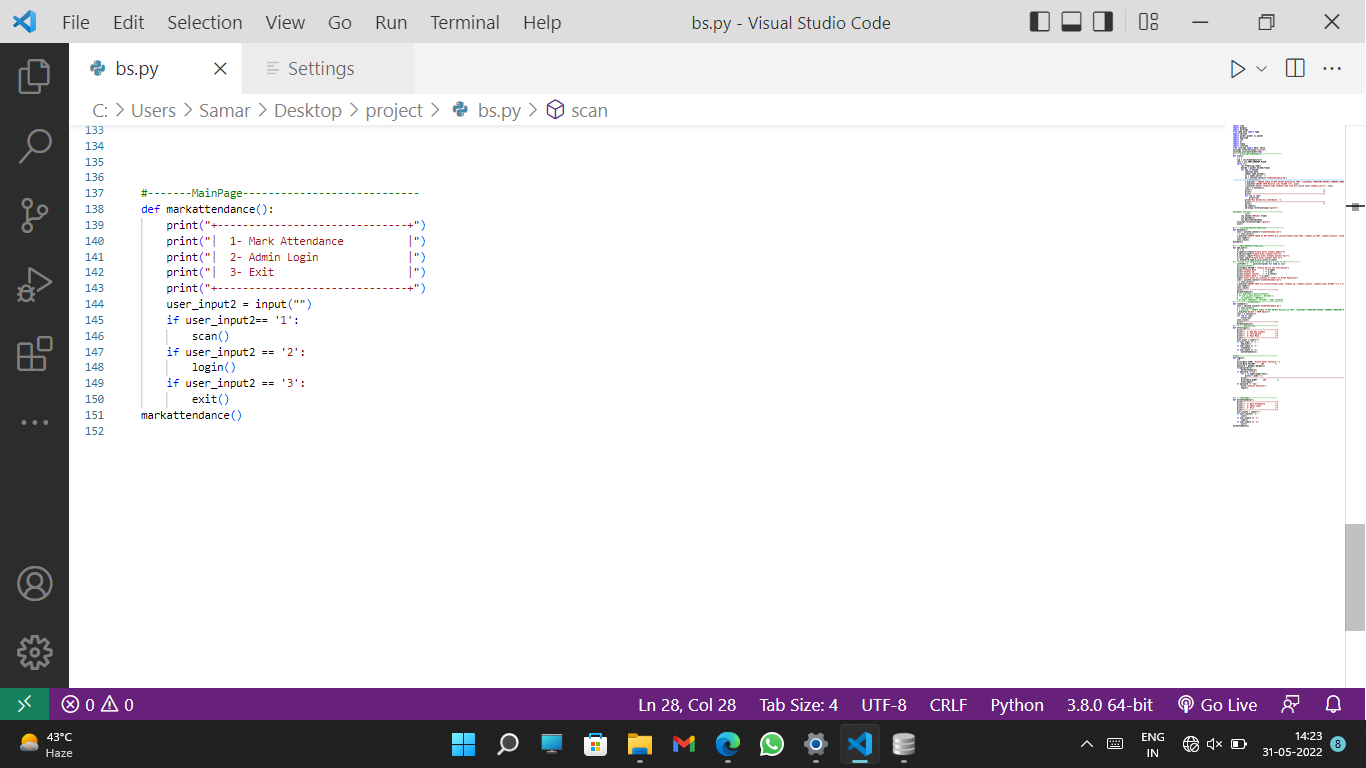 File Edit Selection View Go Run Terminal Help bs.py - Visual Studio Code
bs.py Settings
C: > Users > Samar > Desktop > project > bs.py > scan
133
134
135
136
137 #-------MainPage----------------------------
138 def markattendance():
139 print("+------------------------------+")
140 print("| 1- Mark Attendance |")
141 print("| 2- Admin Login |")
142 print("| 3- Exit |")
143 print("+------------------------------+")
144 user_input2 = input("")
145 if user_input2== '1':
146 scan()
147 if user_input2 == '2':
148 login()
149 if user_input2 == '3':
150 exit()
151 markattendance()
152
0 0 Ln 28, Col 28 Tab Size: 4 UTF-8 CRLF Python 3.8.0 64-bit Go Live
43°C
Haze
ENG
IN
14:23
31-05-2022
8